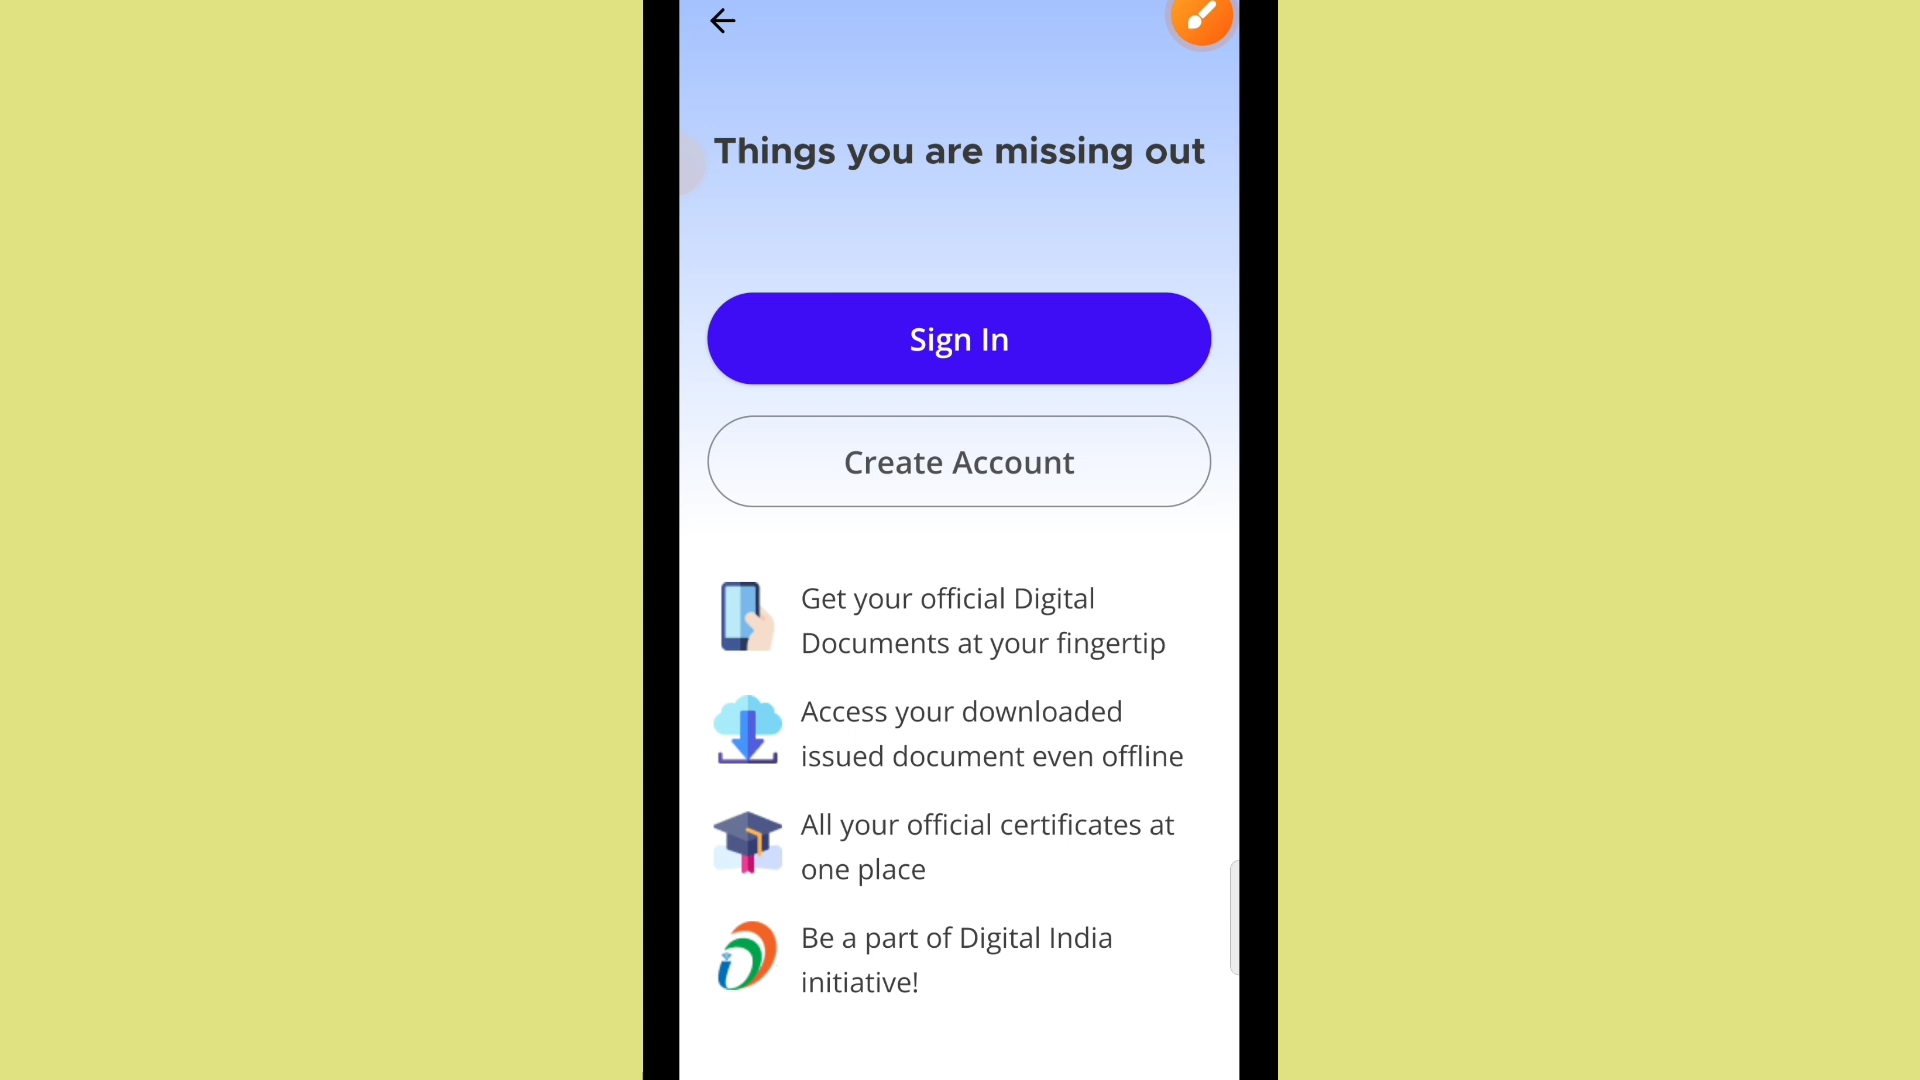 Things you are missing out
Sign In
Create Account
Get your official Digital
Documents at your fingertip
Access your downloaded
issued document even offline
All your official certificates at
one place
Be a part of Digital India
initiative!